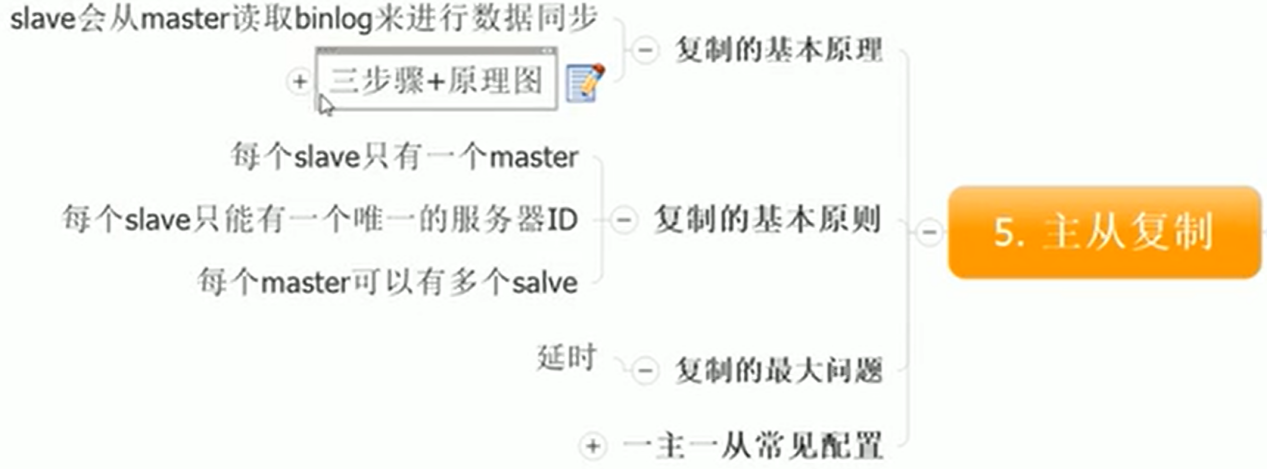 slave会从master读取binlog来进行数据同步
复制的基本原理
三步骤+原理图
每个slave只有一个master
每个slave只能有一个唯一的服务器ID
复制的基本原则
5. 主从复制
每个master可以有多个salve
延时
复制的最大问题
一主一从常见配置